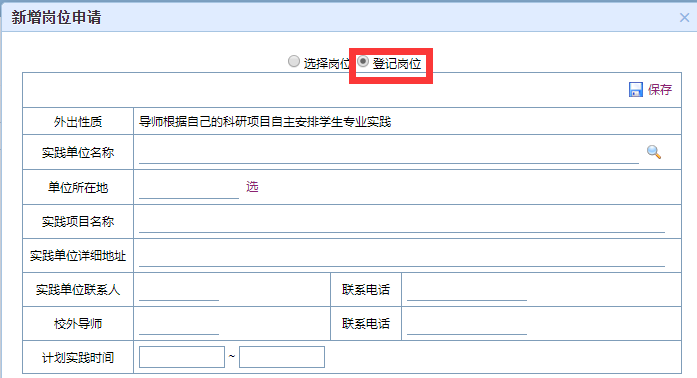 新增岗位申请
选择岗位 登记岗位
保存
外出性质 导师根据自己的科研项目自主安排学生专业实践
实践单位名称
单位所在地 选
实践项目名称
实践单位详细地址
实践单位联系人 联系电话
校外导师 联系电话
计划实践时间 ~